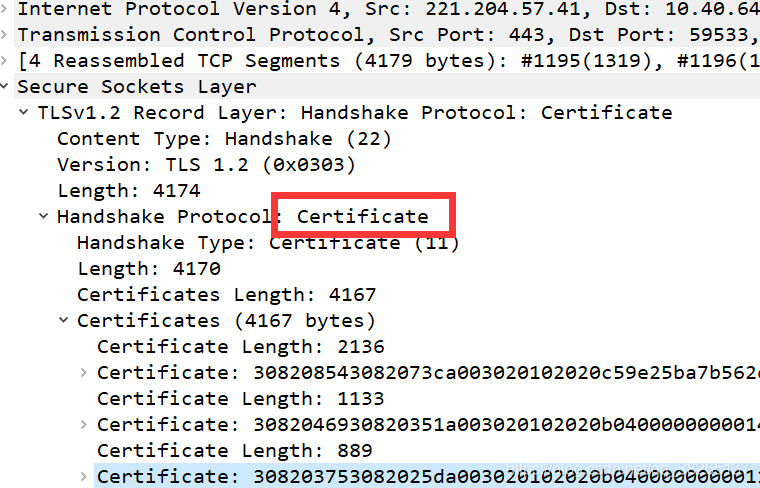 Internet Protocol Version 4, Src: 221.204.57.41, Dst: 10.40.64
Transmission Control Protocol, Src Port: 443, Dst Port: 59533,
[4 Reassembled TCP Segments (4179 bytes): #1195(1319), #1196(1
Secure Sockets Layer
TLSv1.2 Record Layer: Handshake Protocol: Certificate
Content Type: Handshake (22)
Version: TLS 1.2 (0x0303)
Length: 4174
Handshake Protocol: Certificate
Handshake Type: Certificate (11)
Length: 4170
Certificates Length: 4167
Certificates (4167 bytes)
Certificate Length: 2136
Certificate: 308208543082073ca003020102020c59e25ba7b562
Certificate Length: 1133
Certificate: 3082046930820351a003020102020b040000000001
Certificate Length: 889
Certificate: 308203753082025da003020102020b040000000001